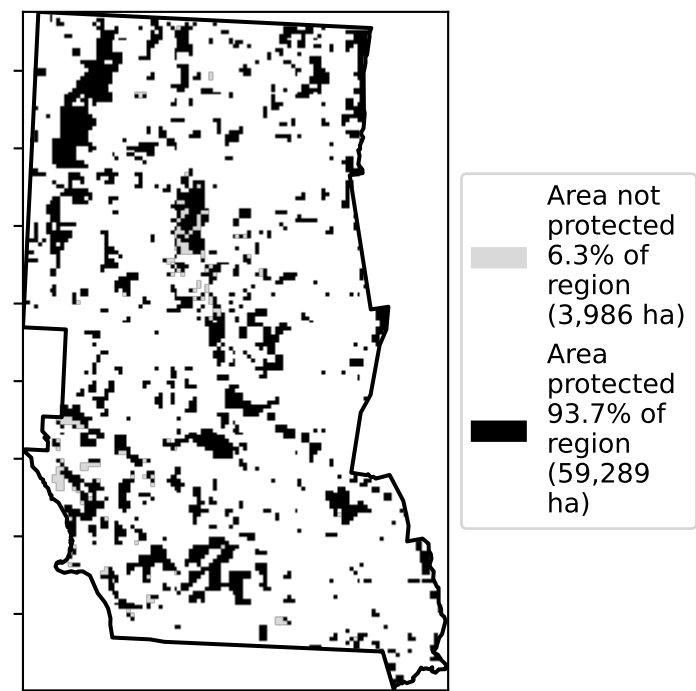 Area not
protected
6.3% of
region
(3,986 ha)
Area
protected
93.7% of
region
(59,289
ha)